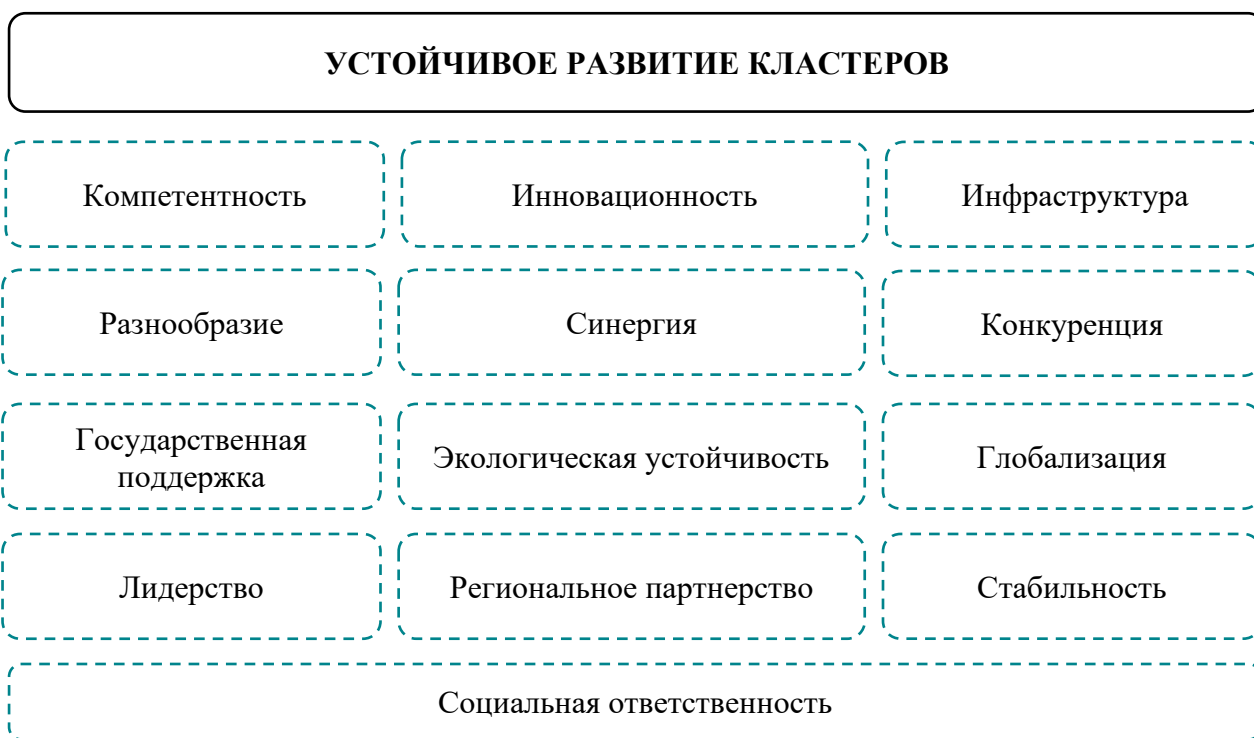 УСТОЙЧИВОЕ РАЗВИТИЕ КЛАСТЕРОВ
Компетентность
Инновационность
Инфраструктура
Разнообразие
Синергия
Конкуренция
Государственная
поддержка
Экологическая устойчивость
Глобализация
Лидерство
Региональное партнерство
Стабильность
Социальная ответственность